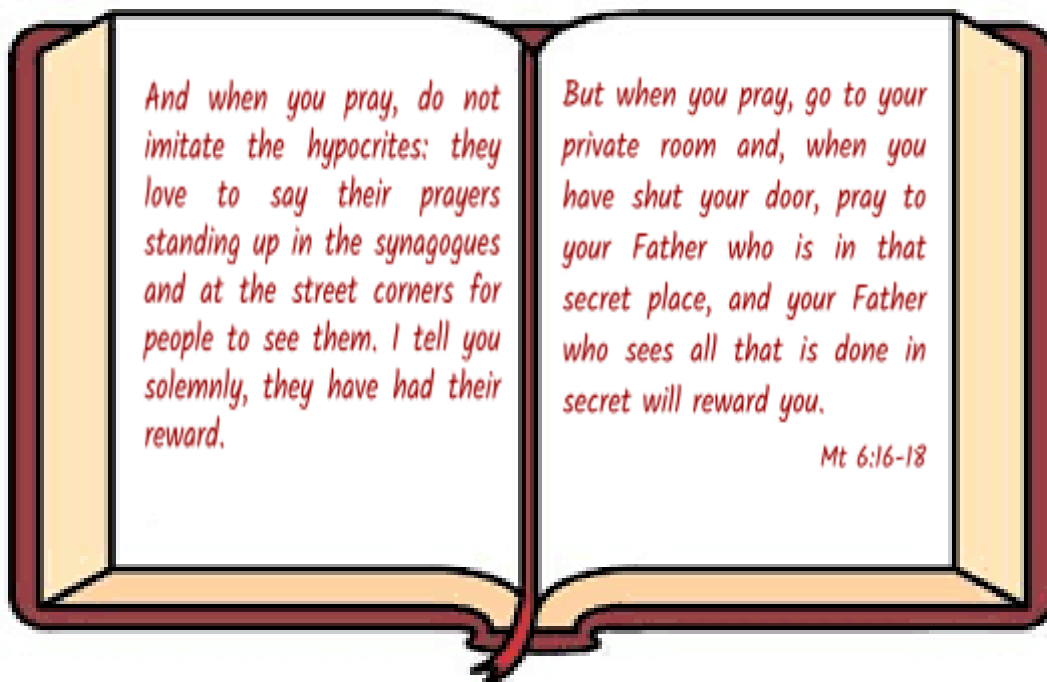 And when you pray, do not
imitate the hypocrites: they
love to say their prayers
standing up in the synagogues
and at the street corners for
people to see them. I tell you
solemnly, they have had their
reward.
But when you pray, go to your
private room and, when you
have shut your door, pray to
your Father who is in that
secret place, and your Father
who sees all that is done in
secret will reward you.
Mt 6:16-18